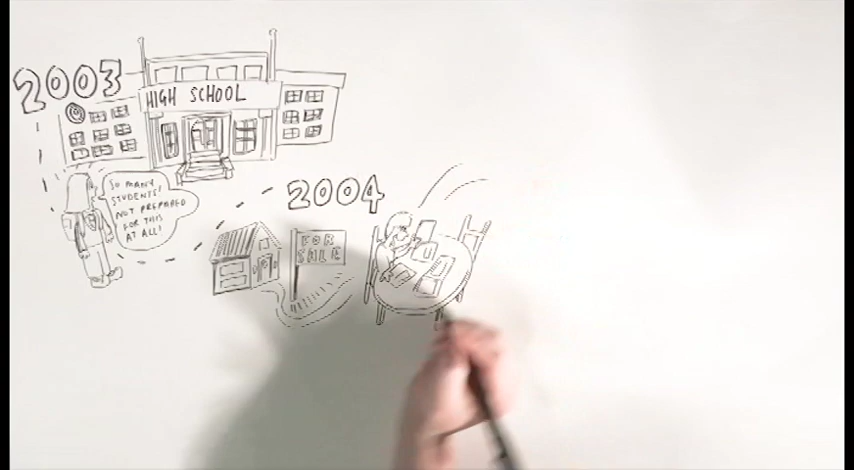 2003
HIGH SCHOOL
SO MANY
STUDENTS!
NOT PREPARED
FOR THIS
AT ALL!
2004
FOR
SALE